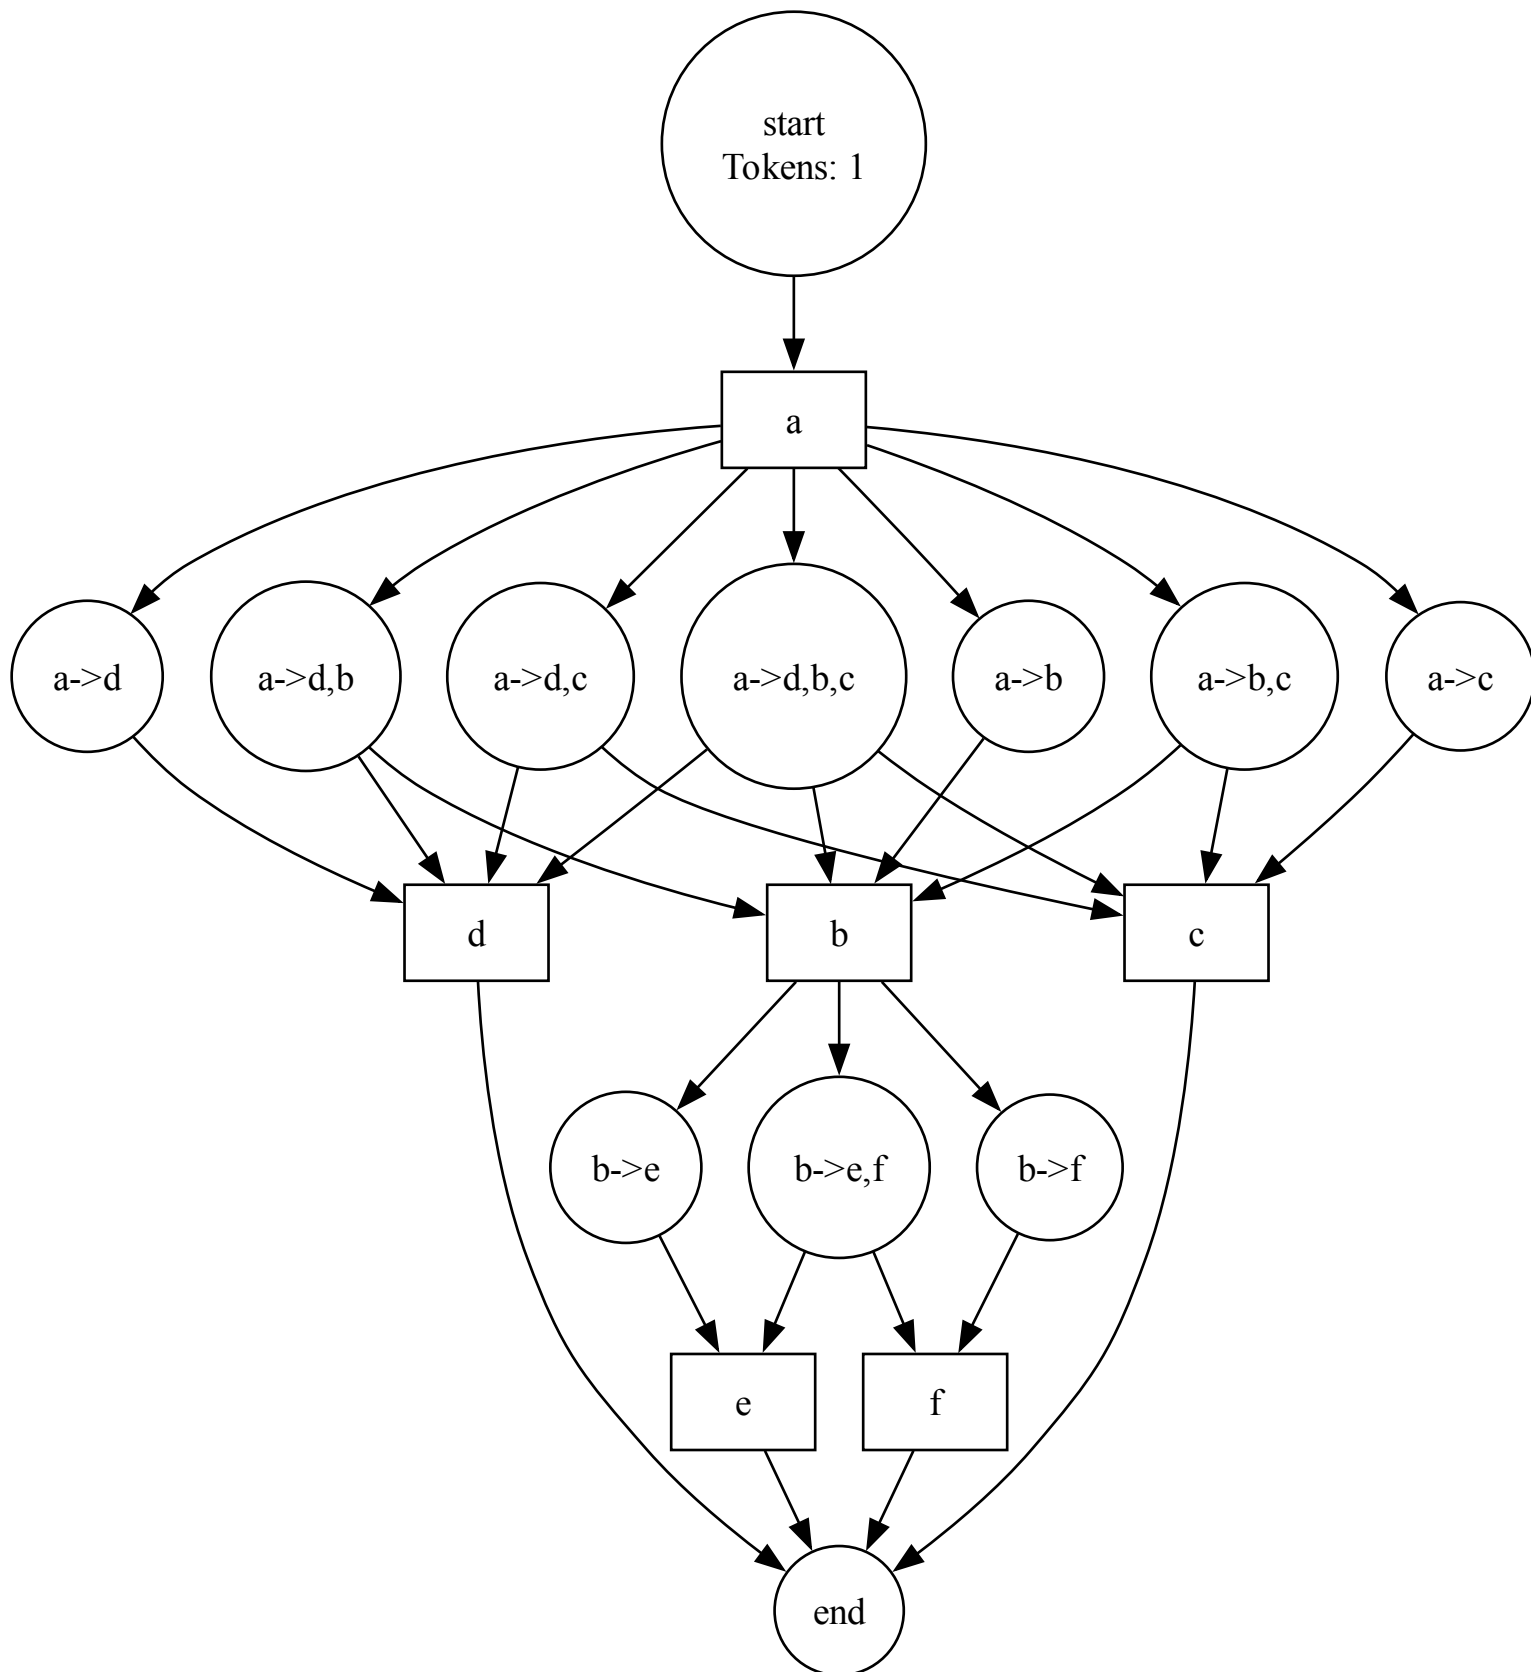 start
Tokens: 1
a
a->d
a->d,b
a->d,c
a->d,b,c
a->b
a->b,c
a->c
d
b
c
b->e
b->e,f
b->f
e
f
end